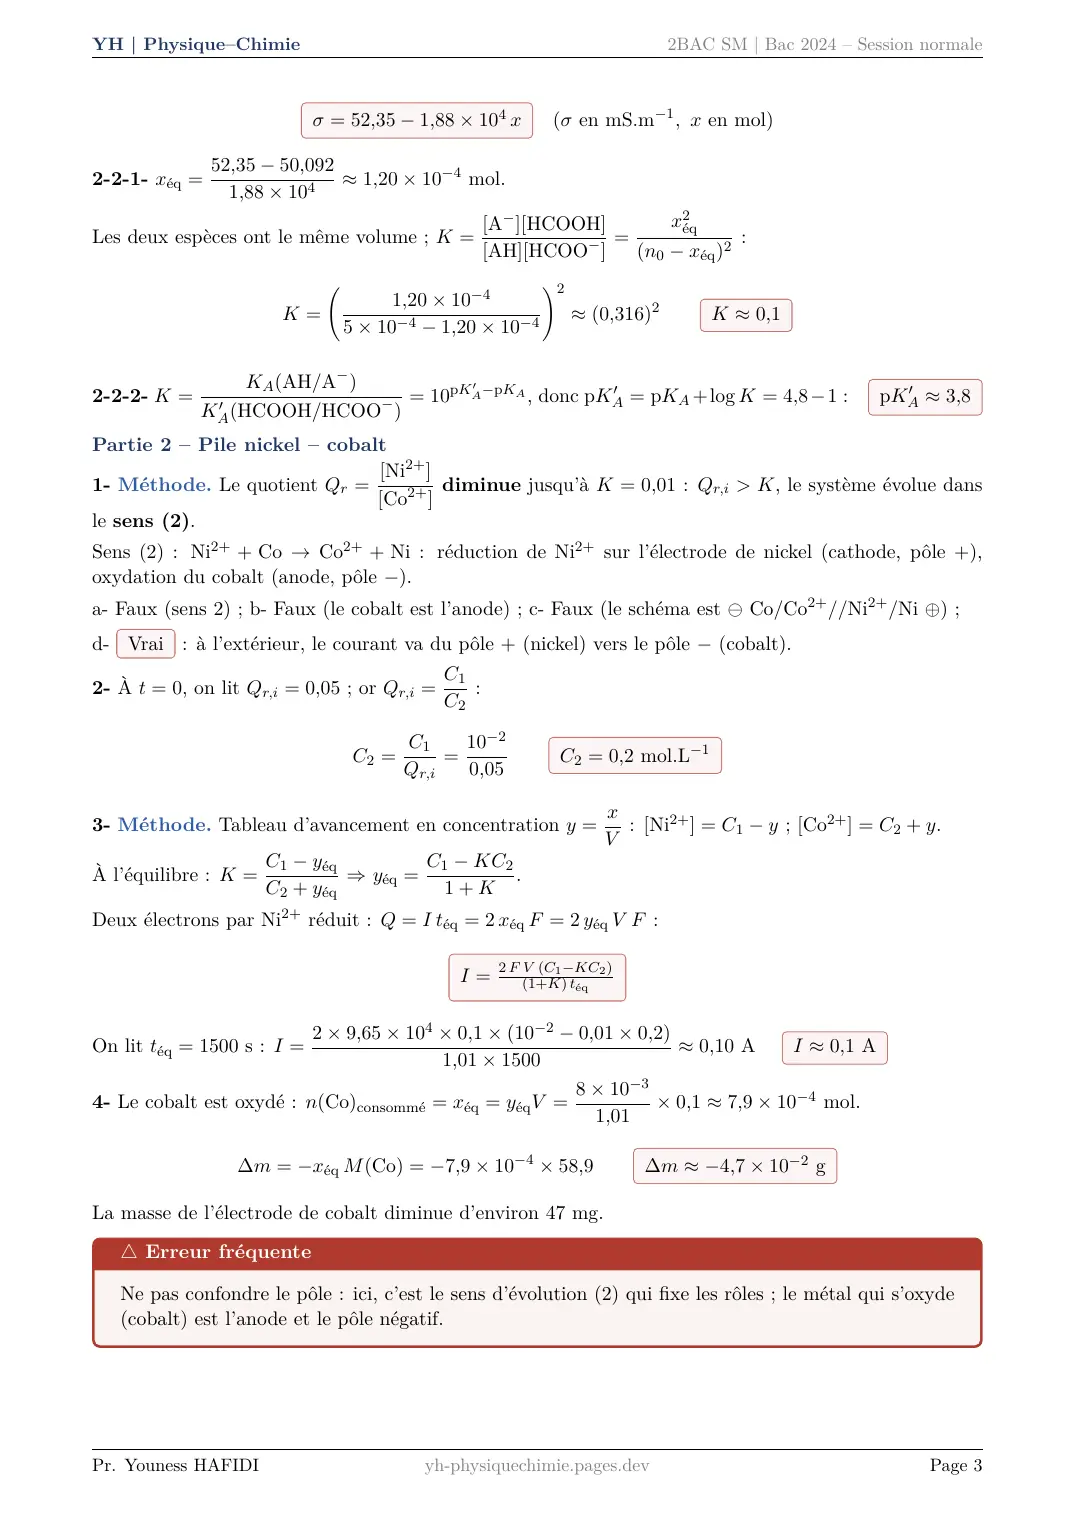 YH | Physique–Chimie 2BAC SM | Bac 2024 – Session normale
σ = 52,35 − 1,88 × 10⁴ x (σ en mS.m⁻¹, x en mol)
2-2-1- x_éq = (52,35 − 50,092)/(1,88 × 10⁴) ≈ 1,20 × 10⁻⁴ mol.
Les deux espèces ont le même volume ; K = [A⁻][HCOOH]/[AH][HCOO⁻] = x²_éq/(n₀ − x_éq)² :
K = (1,20 × 10⁻⁴/(5 × 10⁻⁴ − 1,20 × 10⁻⁴))² ≈ (0,316)² K ≈ 0,1
2-2-2- K = K_A(AH/A⁻)/K′_A(HCOOH/HCOO⁻) = 10^(pK′_A−pK_A), donc pK′_A = pK_A + log K = 4,8 − 1 : pK′_A ≈ 3,8
Partie 2 – Pile nickel – cobalt
1- Méthode. Le quotient Q_r = [Ni²⁺]/[Co²⁺] diminue jusqu'à K = 0,01 : Q_r,i > K, le système évolue dans
le sens (2).
Sens (2) : Ni²⁺ + Co → Co²⁺ + Ni : réduction de Ni²⁺ sur l'électrode de nickel (cathode, pôle +),
oxydation du cobalt (anode, pôle −).
a- Faux (sens 2) ; b- Faux (le cobalt est l'anode) ; c- Faux (le schéma est ⊖ Co/Co²⁺//Ni²⁺/Ni ⊕) ;
d- Vrai : à l'extérieur, le courant va du pôle + (nickel) vers le pôle − (cobalt).
2- À t = 0, on lit Q_r,i = 0,05 ; or Q_r,i = C₁/C₂ :
C₂ = C₁/Q_r,i = 10⁻²/0,05 C₂ = 0,2 mol.L⁻¹
3- Méthode. Tableau d'avancement en concentration y = x/V : [Ni²⁺] = C₁ − y ; [Co²⁺] = C₂ + y.
À l'équilibre : K = (C₁ − y_éq)/(C₂ + y_éq) ⇒ y_éq = (C₁ − KC₂)/(1 + K).
Deux électrons par Ni²⁺ réduit : Q = I t_éq = 2 x_éq F = 2 y_éq V F :
I = 2 F V (C₁−KC₂)/((1+K) t_éq)
On lit t_éq = 1500 s : I = (2 × 9,65 × 10⁴ × 0,1 × (10⁻² − 0,01 × 0,2))/(1,01 × 1500) ≈ 0,10 A I ≈ 0,1 A
4- Le cobalt est oxydé : n(Co)_consommé = x_éq = y_éq V = (8 × 10⁻³)/1,01 × 0,1 ≈ 7,9 × 10⁻⁴ mol.
Δm = −x_éq M(Co) = −7,9 × 10⁻⁴ × 58,9 Δm ≈ −4,7 × 10⁻² g
La masse de l'électrode de cobalt diminue d'environ 47 mg.
△ Erreur fréquente
Ne pas confondre le pôle : ici, c'est le sens d'évolution (2) qui fixe les rôles ; le métal qui s'oxyde
(cobalt) est l'anode et le pôle négatif.
Pr. Youness HAFIDI yh-physiquechimie.pages.dev Page 3